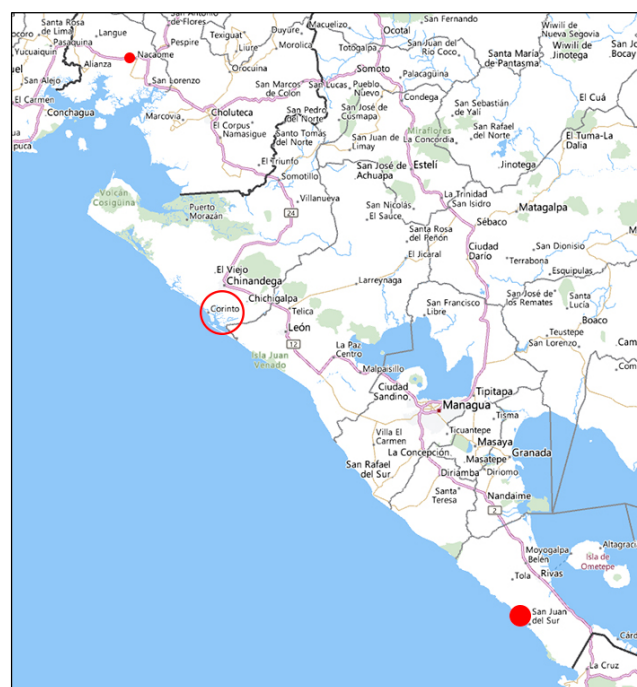 Santa Rosa
de Lima
Langue
Pasaquina
Yucuaiquin
Pespire
Nacaome
Alianza
San Alejo
San Lorenzo
El Carmen
Conchagua
Marcovia
Texiguat
Duyure
Macuelizo
Liure
Morolica
Orocuina
San Marcos
de Colón
San Lucas
Choluteca
El Corpus
Namasigue
San Pedro
del Norte
Santo Tomas
del Norte
El Triunfo
Somotillo
San Fernando
Ocotal
Totogalpa
San Juan del
Río Coco
Wiwilí de
Nueva Segovia
Wiwilí de
Jinotega
Santa María
de Pantasma
San José
de Bocay
Somoto
Palacagüina
Pueblo
Nuevo
Condega
San José de
Cusmapa
San Sebastián
de Yalí
El Cuá
Miraflores
La Concordia
San Rafael
del Norte
El Tuma-La
Dalia
San Juan de
Limay
Estelí
Jinotega
San José de
Achuapa
La Trinidad
San Isidro
Matagalpa
Volcán
Cosigüina
Puerto
Morazán
Villanueva
24
San Nicolás
El Sauce
Sébaco
Santa Rosa
del Peñón
Ciudad
Darío
San Dionisio
Terrabona
Esquipulas
Muy
El Jicaral
El Viejo
Chinandega
Larreynaga
Chichigalpa
Corinto
Telica
León
12
San Francisco
Libre
San José de
los Remates
Santa
Lucía
Boaco
Teustepe
San Lorenzo
La Paz
Centro
Isla Juan
Venado
Malpaisillo
Ciudad
Sandino
Tipitapa
Managua
Tisma
Ticuantepe
Villa El
Carmen
Masaya
La Concepción
Masatepe
Granada
San Rafael
del Sur
Diriamba
Diriomo
Santa
Teresa
Nandaime
2
Moyogalpa
Altagracia
Belén
Isla de
Ometepe
Rivas
Tola
San Juan
del Sur
Cárd
La Cruz